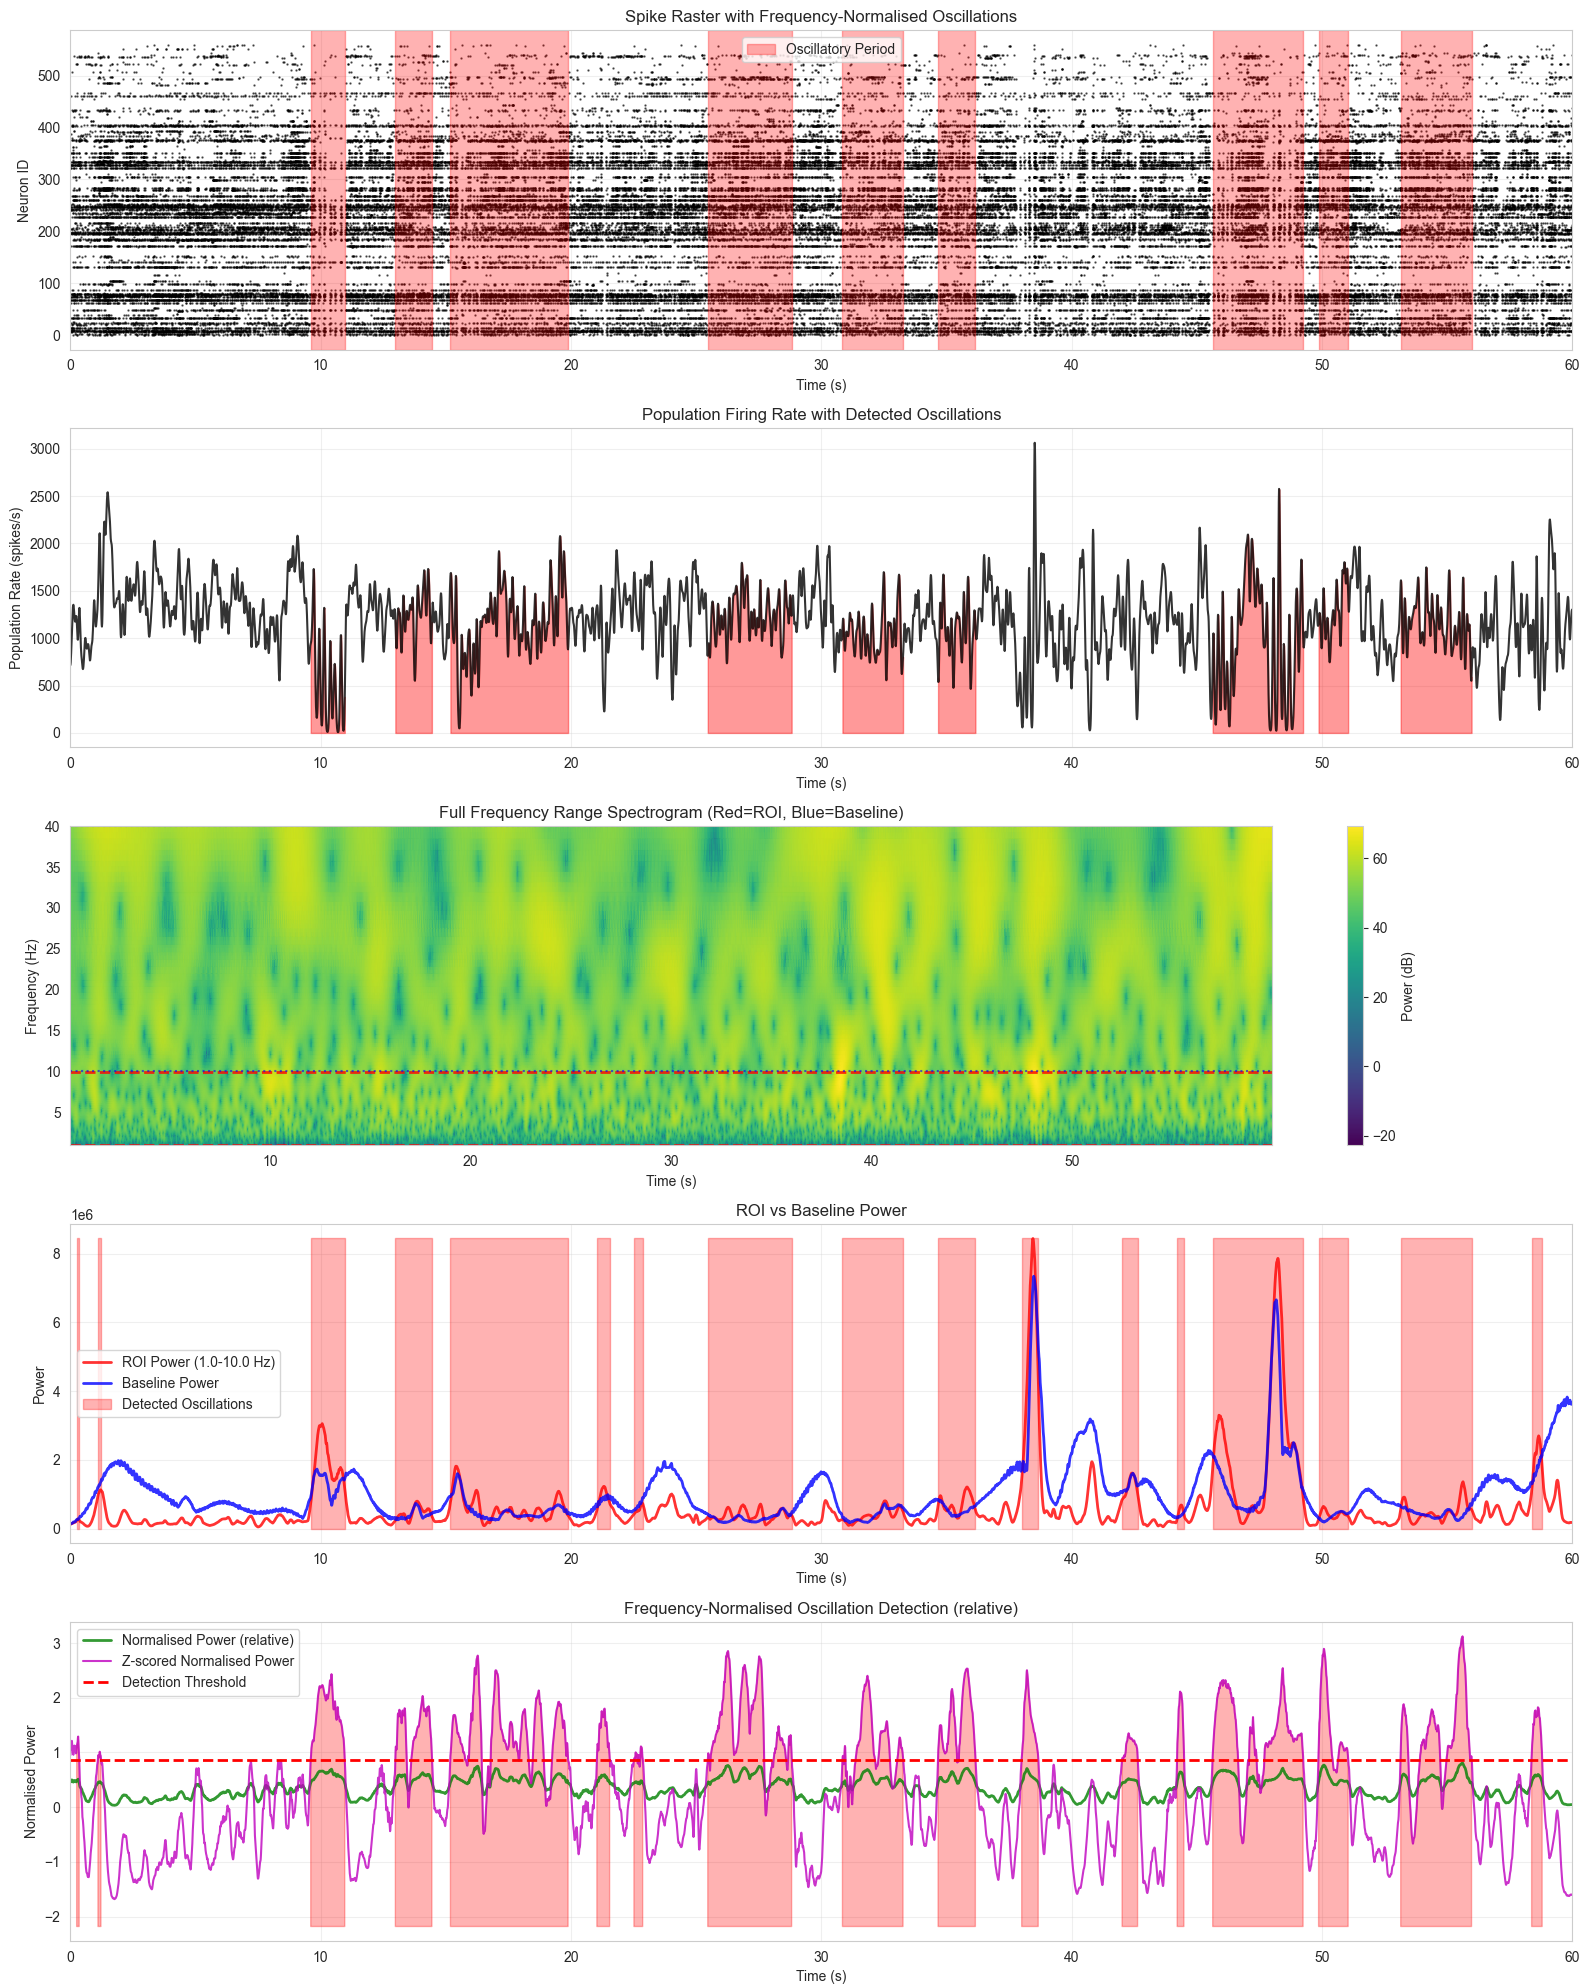 Spike Raster with Frequency-Normalised Oscillations
Oscillatory Period
Neuron ID
500
400
300
200
100
0
0 10 20 30 40 50 60
Time (s)
Population Firing Rate with Detected Oscillations
Population Rate (spikes/s)
3000
2500
2000
1500
1000
500
0
0 10 20 30 40 50 60
Time (s)
Full Frequency Range Spectrogram (Red=ROI, Blue=Baseline)
Frequency (Hz)
40
35
30
25
20
15
10
5
10 20 30 40 50
Time (s)
60
40
20
0
−20
Power (dB)
ROI vs Baseline Power
1e6
Power
8
6
4
2
0
ROI Power (1.0-10.0 Hz)
Baseline Power
Detected Oscillations
0 10 20 30 40 50 60
Time (s)
Frequency-Normalised Oscillation Detection (relative)
Normalised Power
3
2
1
0
−1
−2
Normalised Power (relative)
Z-scored Normalised Power
Detection Threshold
0 10 20 30 40 50 60
Time (s)